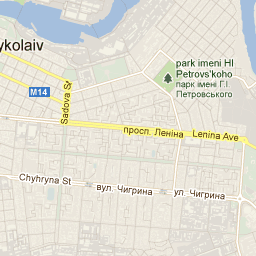 ykolaiv
park imeni HI
Petrovs'koho
парк імені Г.І
Петровського
M14
Sadova St
просп. Леніна
Lenina Ave
Chyhryna St
вул. Чигрина
ул. Чигрина